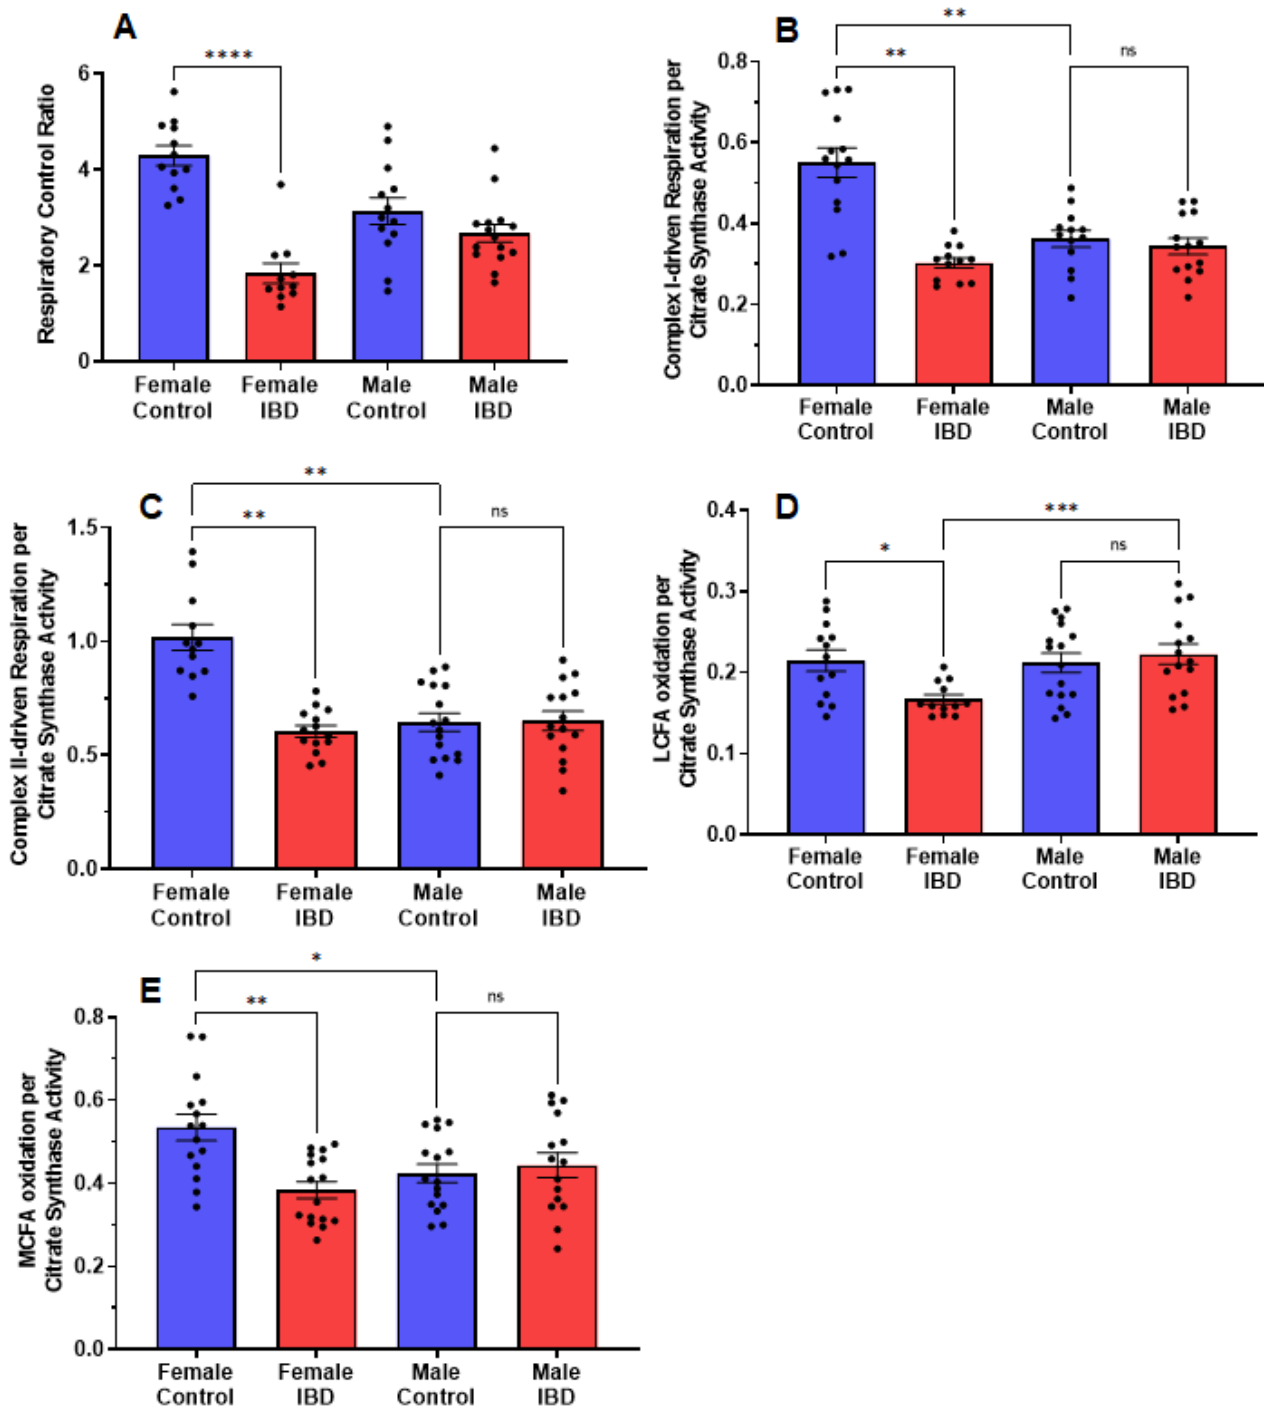 A
****
Respiratory Control Ratio
6
4
2
0
Female
Control
Female
IBD
Male
Control
Male
IBD
B
**
**
ns
Complex I-driven Respiration per
Citrate Synthase Activity
0.8
0.6
0.4
0.2
0.0
Female
Control
Female
IBD
Male
Control
Male
IBD
C
**
**
ns
Complex II-driven Respiration per
Citrate Synthase Activity
1.5
1.0
0.5
0.0
Female
Control
Female
IBD
Male
Control
Male
IBD
D
***
*
ns
LCFA oxidation per
Citrate Synthase Activity
0.4
0.3
0.2
0.1
0.0
Female
Control
Female
IBD
Male
Control
Male
IBD
E
*
**
ns
MCFA oxidation per
Citrate Synthase Activity
0.8
0.6
0.4
0.2
0.0
Female
Control
Female
IBD
Male
Control
Male
IBD